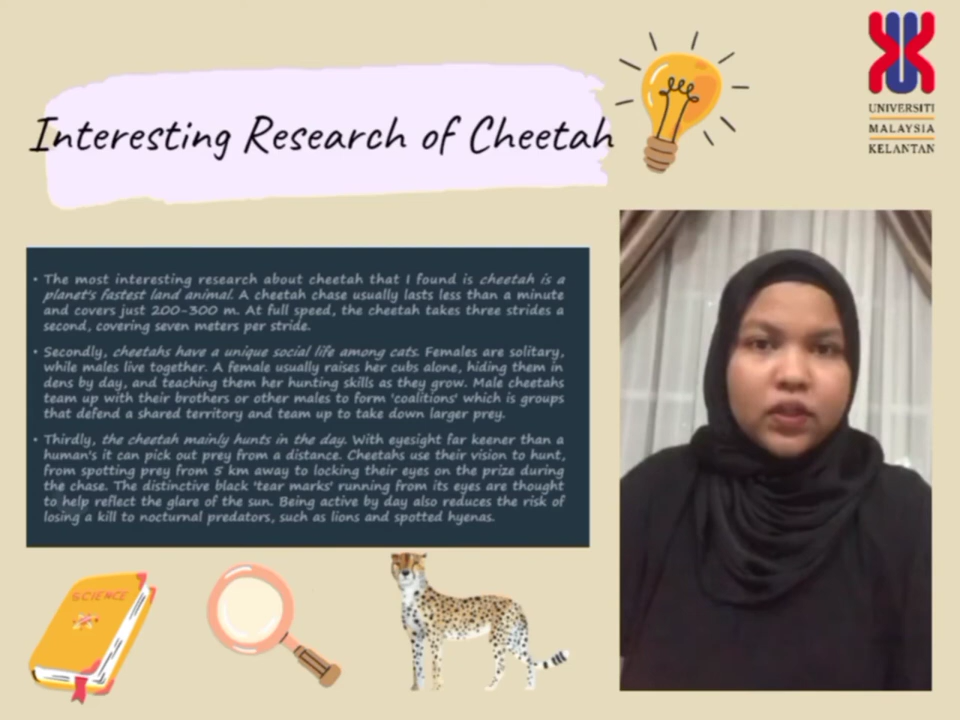 Interesting Research of Cheetah
UNIVERSITI
MALAYSIA
KELANTAN
• The most interesting research about cheetah that I found is cheetah is a
planet's fastest land animal. A cheetah chase usually lasts less than a minute
and covers just 200-300 m. At full speed, the cheetah takes three strides a
second, covering seven meters per stride.
• Secondly, cheetahs have a unique social life among cats. Females are solitary,
while males live together. A female usually raises her cubs alone, hiding them in
dens by day, and teaching them her hunting skills as they grow. Male cheetahs
team up with their brothers or other males to form 'coalitions' which is groups
that defend a shared territory and team up to take down larger prey.
• Thirdly, the cheetah mainly hunts in the day. With eyesight far keener than a
human's it can pick out prey from a distance. Cheetahs use their vision to hunt,
from spotting prey from 5 km away to locking their eyes on the prize during
the chase. The distinctive black 'tear marks' running from its eyes are thought
to help reflect the glare of the sun. Being active by day also reduces the risk of
losing a kill to nocturnal predators, such as lions and spotted hyenas.
SCIENCE